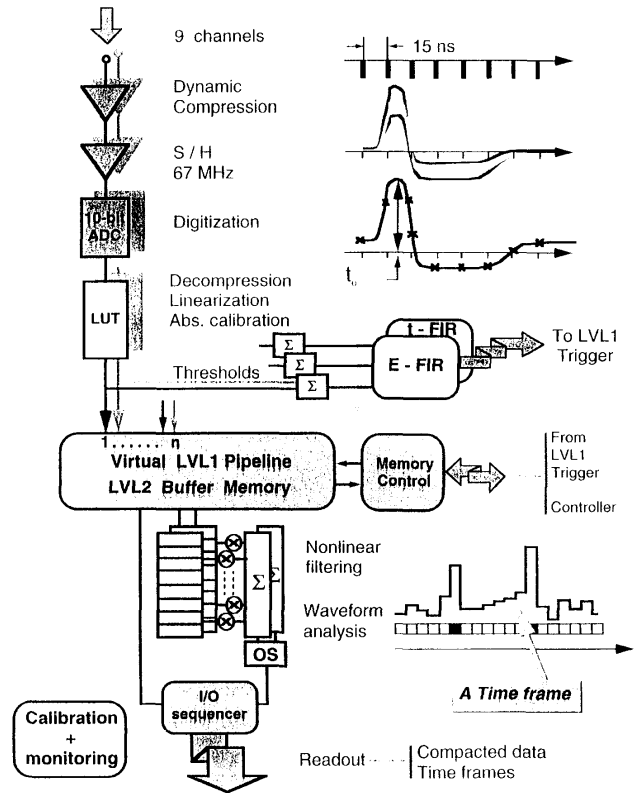 9 channels
15 ns
Dynamic
Compression
S / H
67 MHz
10-bit
ADC
Digitization
t₀
Decompression
Linearization
Abs. calibration
LUT
t - FIR
E - FIR
To LVL1
Trigger
Σ
Σ
Σ
Thresholds
1 . . . . . . . n
Virtual LVL1 Pipeline
LVL2 Buffer Memory
Memory
Control
From
LVL1
Trigger
Controller
Nonlinear
filtering
Σ
Σ
Waveform
analysis
OS
A Time frame
I/O
sequencer
Calibration
+
monitoring
Readout
Compacted data
Time frames